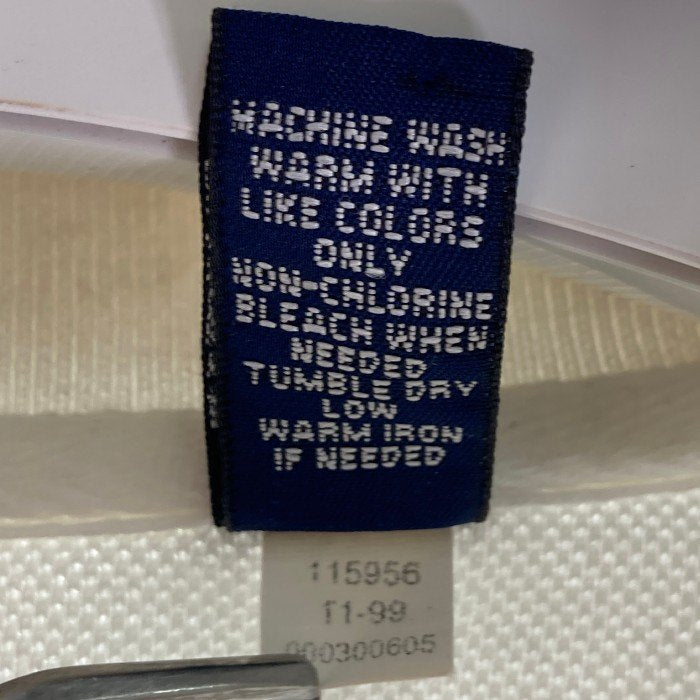 MACHINE WASH
WARM WITH
LIKE COLORS
ONLY
NON-CHLORINE
BLEACH WHEN
NEEDED
TUMBLE DRY
LOW
WARM IRON
IF NEEDED
115956
11-99
000300605